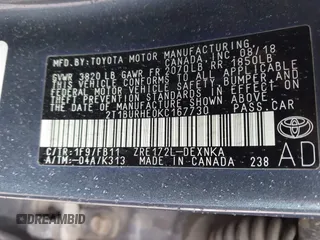 MFD. BY: TOYOTA MOTOR MANUFACTURING
CANADA, INC. 08/18
GVWR 3820 LB GAWR FR 2070LB RR 1850LB
THIS VEHICLE CONFORMS TO ALL APPLICABLE
FEDERAL MOTOR VEHICLE SAFETY, BUMPER,
AND THEFT PREVENTION STANDARDS IN
EFFECT ON THE DATE OF MANUFACTURE
SHOWN ABOVE.
2T1BURHE0KC167730 PASS. CAR
C/TR: 1F9/FB11 ZRE172L-DEXNKA
A/TM: -04A/K313 MADE IN CANADA 238
TOYOTA
AD
DREAMBID